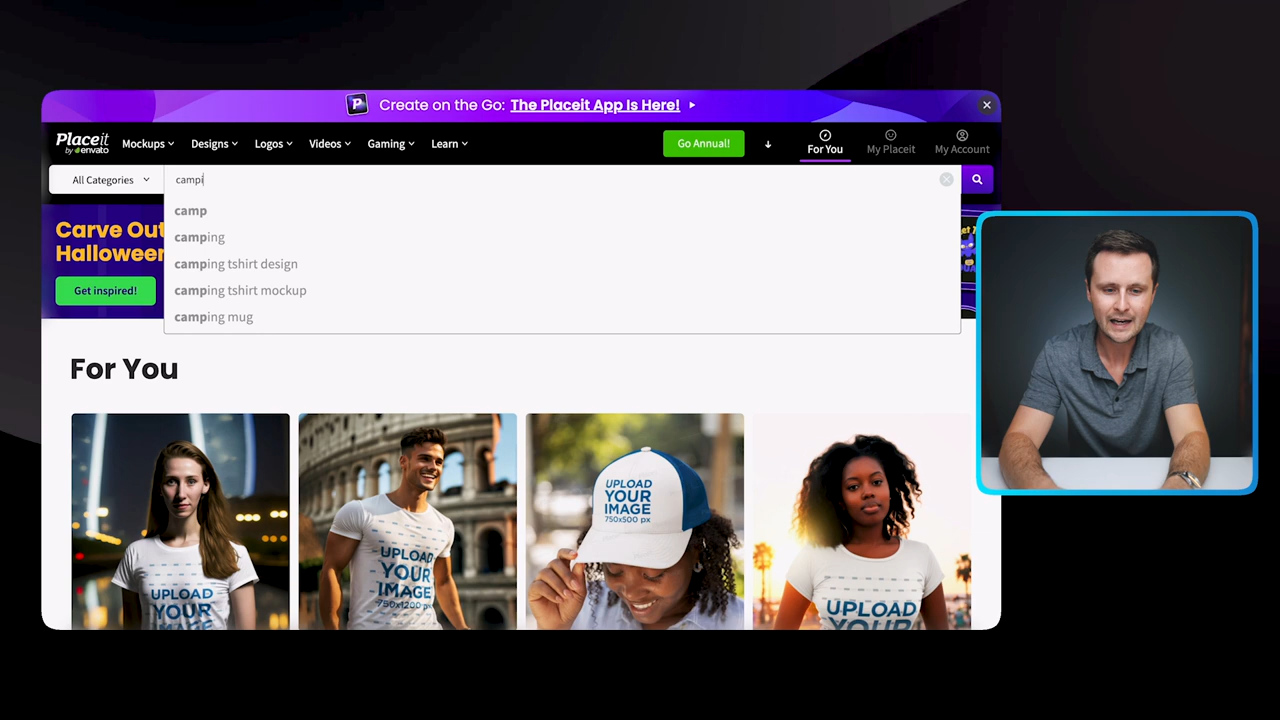 P Create on the Go: The Placeit App Is Here!
Placeit
by envato
Mockups Designs Logos Videos Gaming Learn
Go Annual!
For You
My Placeit
My Account
All Categories
campi
camp
camping
camping tshirt design
camping tshirt mockup
camping mug
Carve Out
Halloween
Get inspired!
For You
UPLOAD
YOUR
UPLOAD
YOUR
IMAGE
750x1200 px
UPLOAD
YOUR
IMAGE
750x500 px
UPLOAD
YOUR